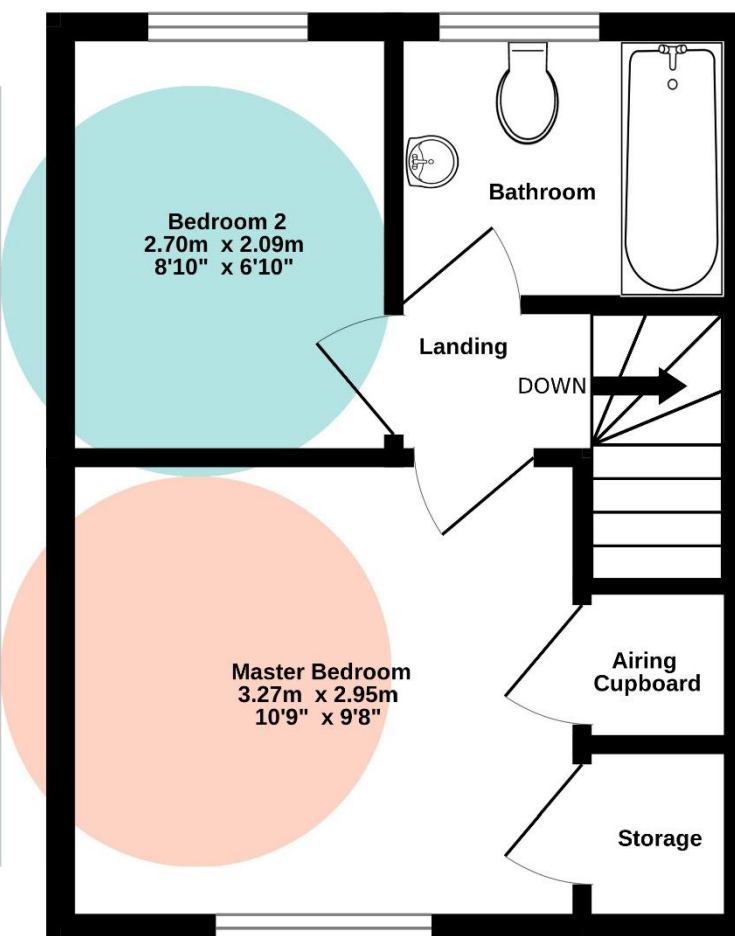 Bedroom 2
2.70m x 2.09m
8'10" x 6'10"
Bathroom
Landing
DOWN
Master Bedroom
3.27m x 2.95m
10'9" x 9'8"
Airing
Cupboard
Storage